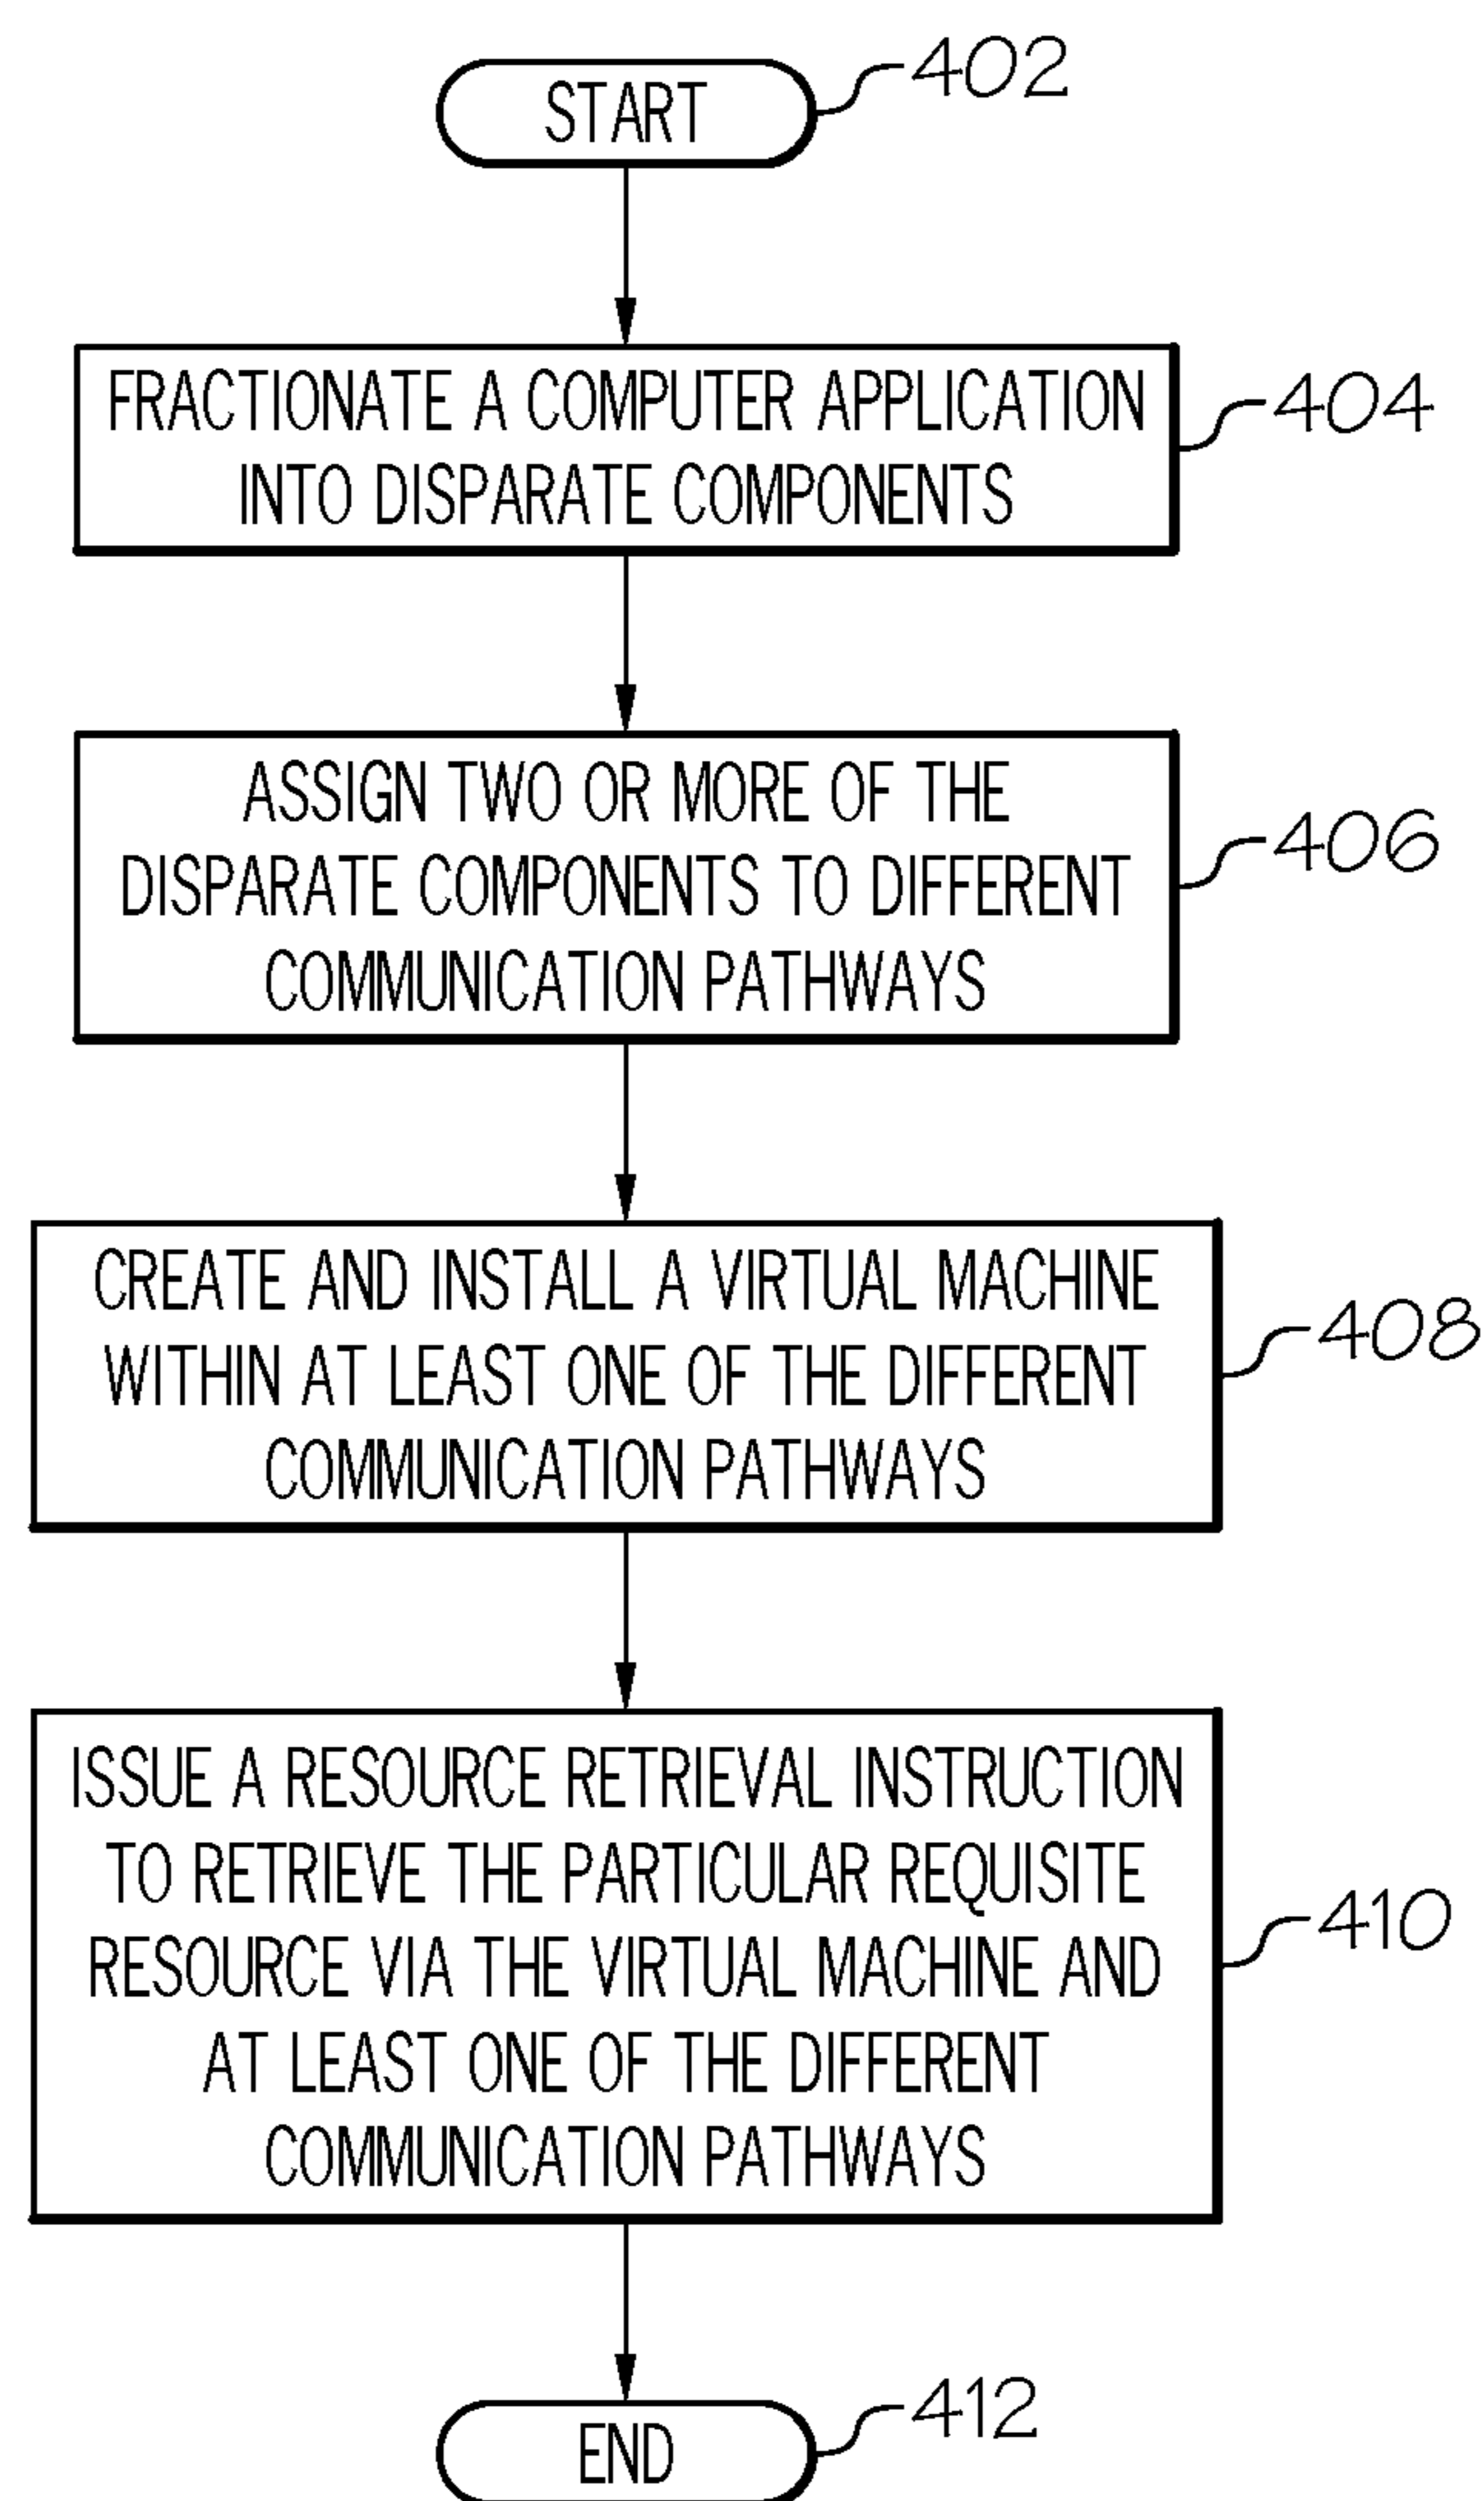 START
402
FRACTIONATE A COMPUTER APPLICATION
INTO DISPARATE COMPONENTS
404
ASSIGN TWO OR MORE OF THE
DISPARATE COMPONENTS TO DIFFERENT
COMMUNICATION PATHWAYS
406
CREATE AND INSTALL A VIRTUAL MACHINE
WITHIN AT LEAST ONE OF THE DIFFERENT
COMMUNICATION PATHWAYS
408
ISSUE A RESOURCE RETRIEVAL INSTRUCTION
TO RETRIEVE THE PARTICULAR REQUISITE
RESOURCE VIA THE VIRTUAL MACHINE AND
AT LEAST ONE OF THE DIFFERENT
COMMUNICATION PATHWAYS
410
END
412